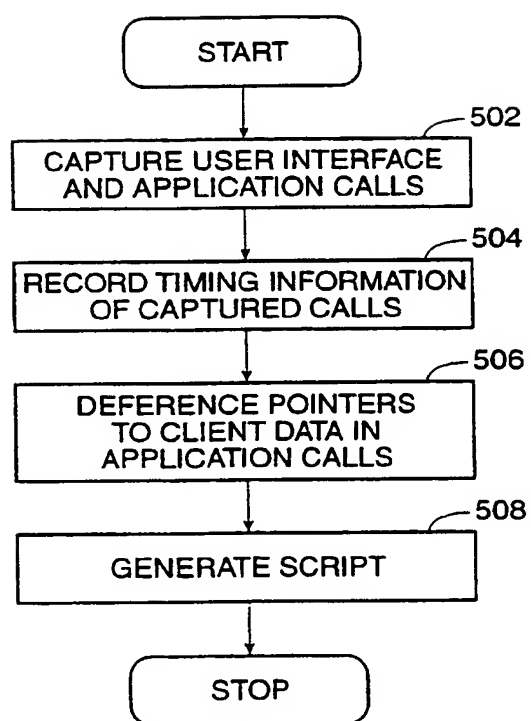 START
502
CAPTURE USER INTERFACE
AND APPLICATION CALLS
504
RECORD TIMING INFORMATION
OF CAPTURED CALLS
506
DEFERENCE POINTERS
TO CLIENT DATA IN
APPLICATION CALLS
508
GENERATE SCRIPT
STOP